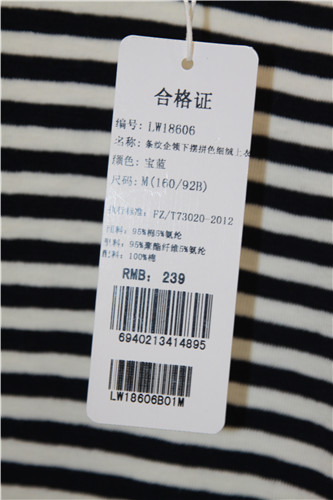 合格证
编号: LW18606
名称: 条纹企领下摆拼色细绒上衣
颜色: 宝蓝
尺码: M(160/92B)
执行标准: FZ/T73020-2012
面料: 95%棉5%氨纶
里料: 95%聚酯纤维5%氨纶
配料: 100%棉
RMB: 239
6940213414895
LW18606B01M